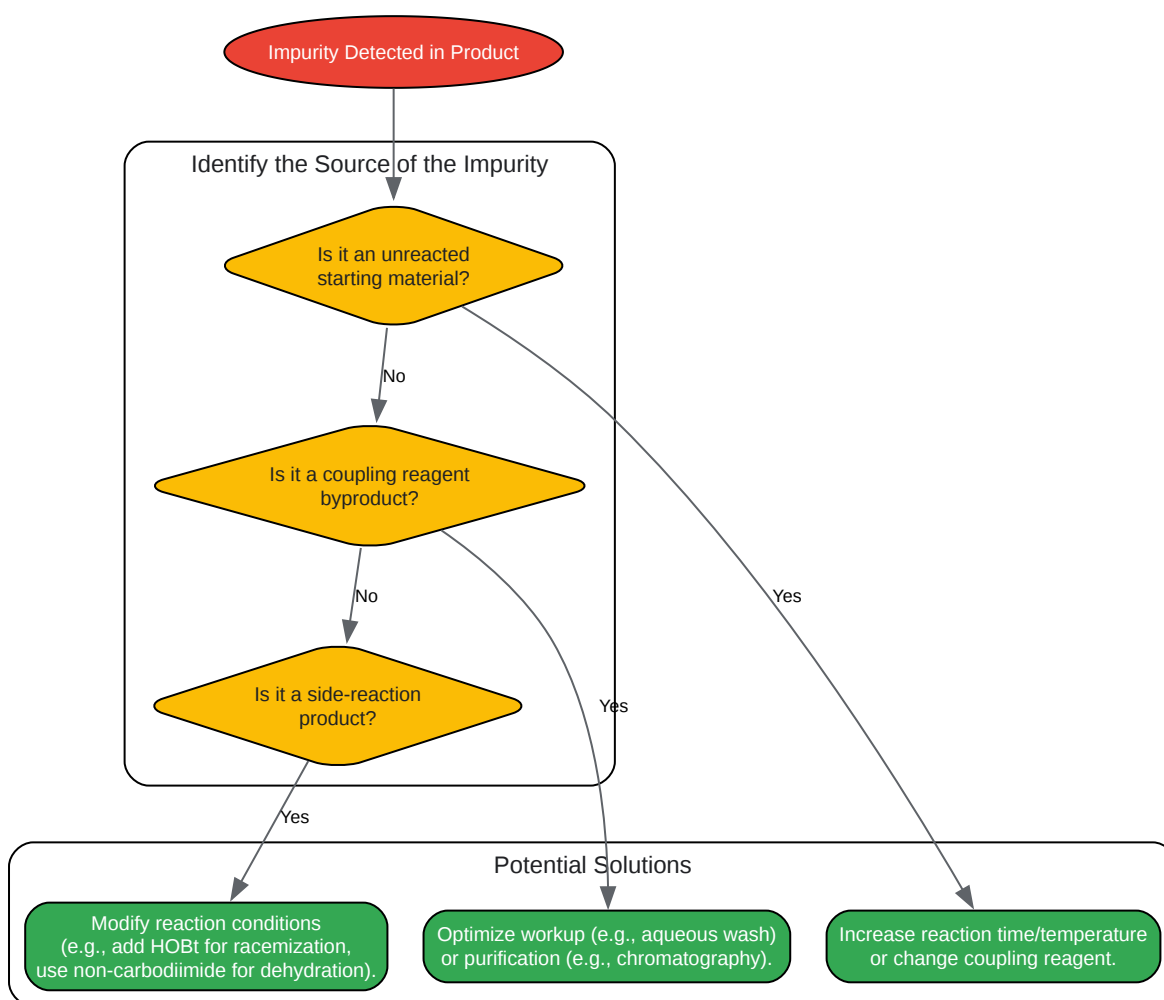 Impurity Detected in Product
Identify the Source of the Impurity
Is it an unreacted
starting material?
No
Is it a coupling reagent
byproduct?
Yes
No
Is it a side-reaction
product?
Yes
Yes
Potential Solutions
Modify reaction conditions
(e.g., add HOBt for racemization,
use non-carbodiimide for dehydration).
Optimize workup (e.g., aqueous wash)
or purification (e.g., chromatography).
Increase reaction time/temperature
or change coupling reagent.